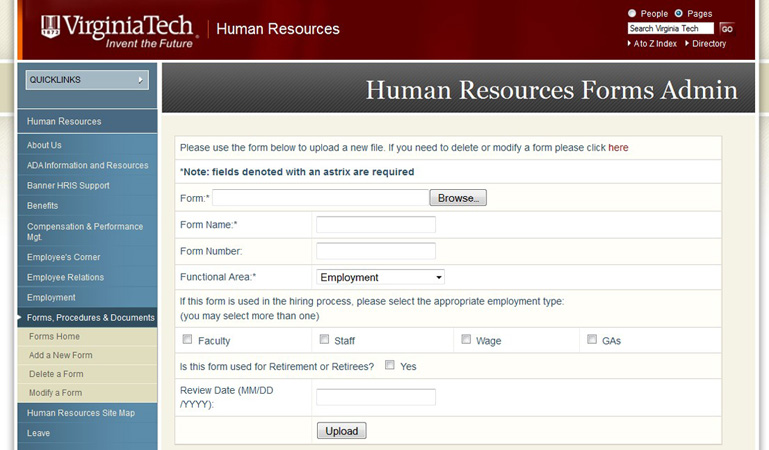 VirginiaTech
1872
Invent the Future
Human Resources
People Pages
Search Virginia Tech GO
A to Z Index Directory
QUICKLINKS
Human Resources Forms Admin
Human Resources
About Us
ADA Information and Resources
Banner HRIS Support
Benefits
Compensation & Performance
Mgt.
Employee's Corner
Employee Relations
Employment
Forms, Procedures & Documents
Forms Home
Add a New Form
Delete a Form
Modify a Form
Human Resources Site Map
Leave
Please use the form below to upload a new file. If you need to delete or modify a form please click here
*Note: fields denoted with an astrix are required
Form:* Browse...
Form Name:*
Form Number:
Functional Area:* Employment
If this form is used in the hiring process, please select the appropriate employment type:
(you may select more than one)
Faculty Staff Wage GAs
Is this form used for Retirement or Retirees? Yes
Review Date (MM/DD
/YYYY):
Upload